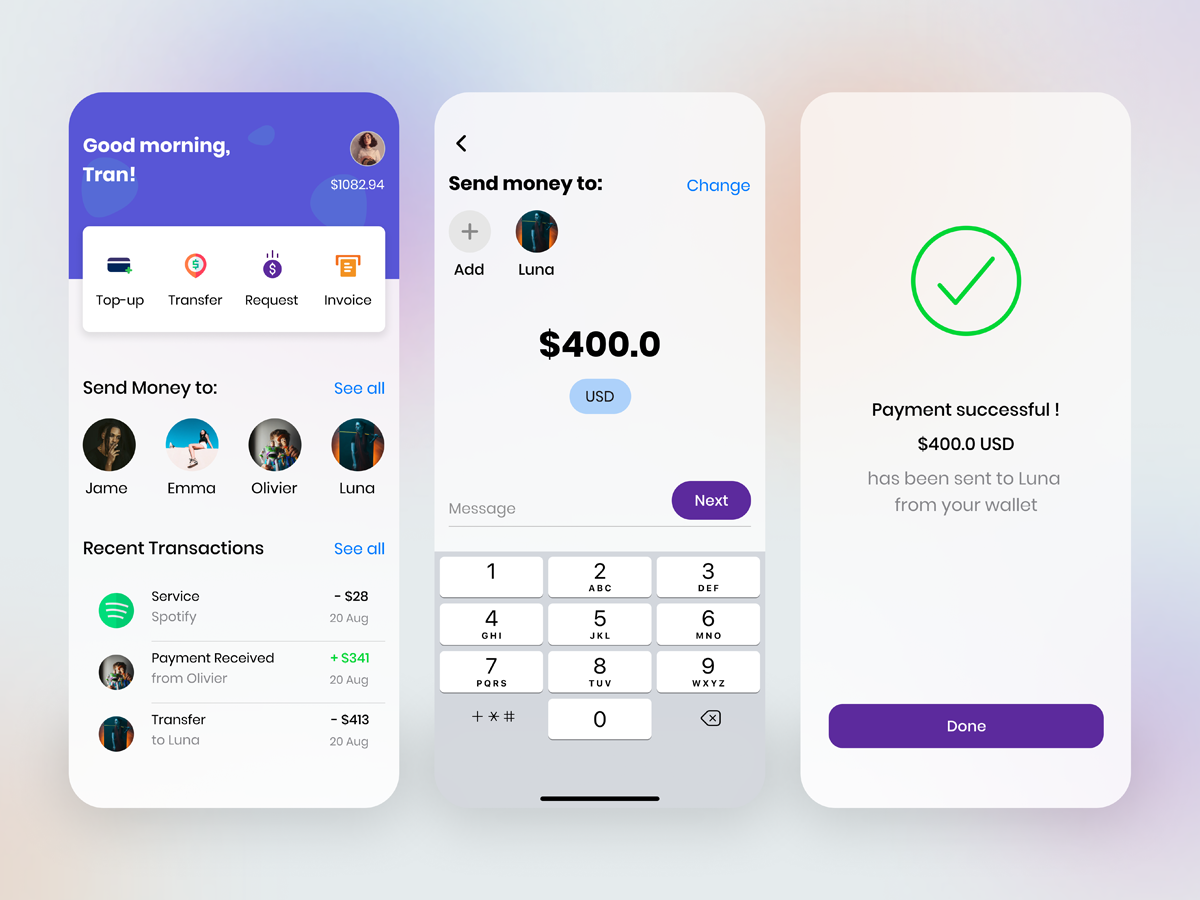 Good morning,
Tran!
$1082.94
Top-up
Transfer
Request
Invoice
Send Money to:
See all
Jame
Emma
Olivier
Luna
Recent Transactions
See all
Service
- $28
Spotify
20 Aug
Payment Received
+ $341
from Olivier
20 Aug
Transfer
- $413
to Luna
20 Aug
Send money to:
Change
Add
Luna
$400.0
USD
Message
Next
1
2
ABC
3
DEF
4
GHI
5
JKL
6
MNO
7
PQRS
8
TUV
9
WXYZ
+ * #
0
Payment successful !
$400.0 USD
has been sent to Luna
from your wallet
Done